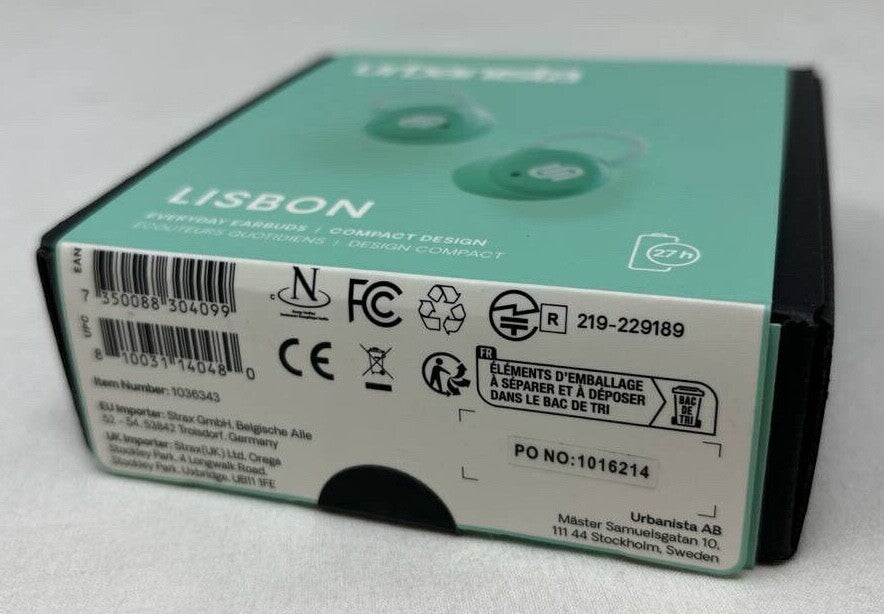 urbanista
LISBON
EVERYDAY EARBUDS | COMPACT DESIGN
ÉCOUTEURS QUOTIDIENS | DESIGN COMPACT
27 h
EAN
7 350088 304099
UPC
8 10031 14048 0
Item Number: 1036343
EU Importer: Strax GmbH, Belgische Alle
52 - 54, 53842 Troisdorf, Germany
UK Importer: Strax(UK) Ltd, Orega
Stockley Park, 4 Longwalk Road,
Stockley Park, Uxbridge, UB11 1FE
C N
FC
R 219-229189
CE
FR
ÉLÉMENTS D'EMBALLAGE
À SÉPARER ET À DÉPOSER
DANS LE BAC DE TRI
BAC
DE
TRI
PO NO:1016214
Urbanista AB
Mäster Samuelsgatan 10,
111 44 Stockholm, Sweden